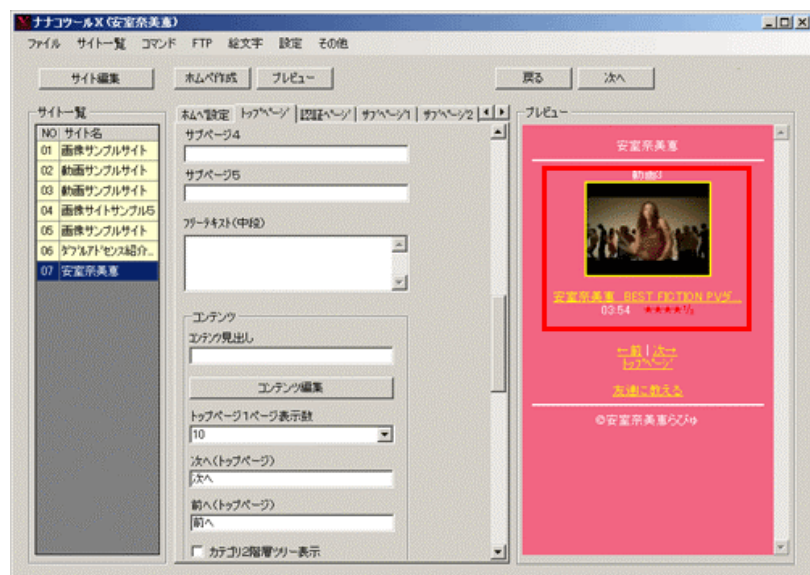 ナナコツールX (安室奈美恵)
ファイル サイト一覧 コマンド FTP 絵文字 設定 その他
サイト編集 ホムペ作成 プレビュー 戻る 次へ
サイト一覧
NO サイト名
01 画像サンプルサイト
02 動画サンプルサイト
03 動画サンプルサイト
04 画像サイトサンプル5
05 画像サンプルサイト
06 ダブルアドセンス紹介...
07 安室奈美恵
ホムペ設定 トップページ 認証ページ サブページ1 サブページ2
サブページ4
サブページ5
フリーテキスト(中段)
コンテンツ
コンテンツ見出し
コンテンツ編集
トップページ1ページ表示数
10
次へ(トップページ)
次へ
前へ(トップページ)
前へ
カテゴリ2階層ツリー表示
プレビュー
安室奈美恵
動画3
安室奈美恵 BEST FICTION PVダ...
03:54 ★★★★½
←前 | 次→
トップページ
友達に教える
©安室奈美恵らびゅ